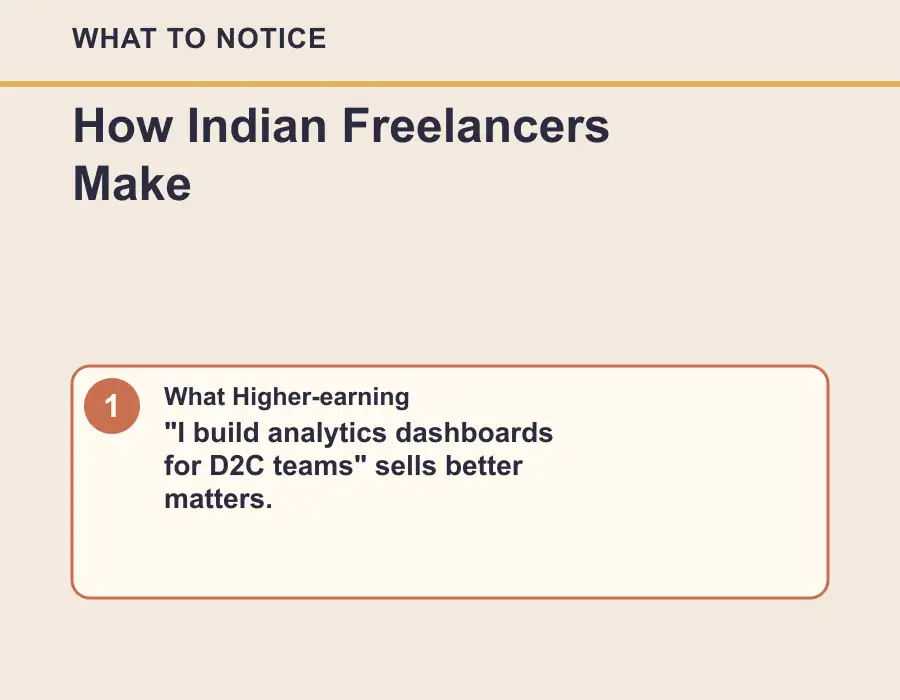 WHAT TO NOTICE
How Indian Freelancers
Make
1
What Higher-earning
"I build analytics dashboards
for D2C teams" sells better
matters.